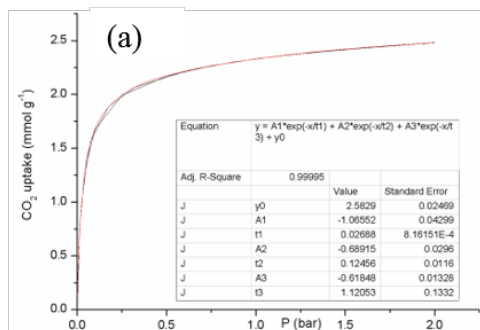 (a)
2.5
2.0
1.5
1.0
0.5
0.0
CO2 uptake (mmol g-1)
Equation y = A1*exp(-x/t1) + A2*exp(-x/t2) + A3*exp(-x/t
3) + y0
Adj. R-Square 0.99995
Value Standard Error
J y0 2.5829 0.02469
J A1 -1.06552 0.04299
J t1 0.02688 8.16151E-4
J A2 -0.68915 0.0296
J t2 0.12456 0.0116
J A3 -0.61848 0.01328
J t3 1.12053 0.1332
0.0 0.5 1.0 1.5 2.0
P (bar)